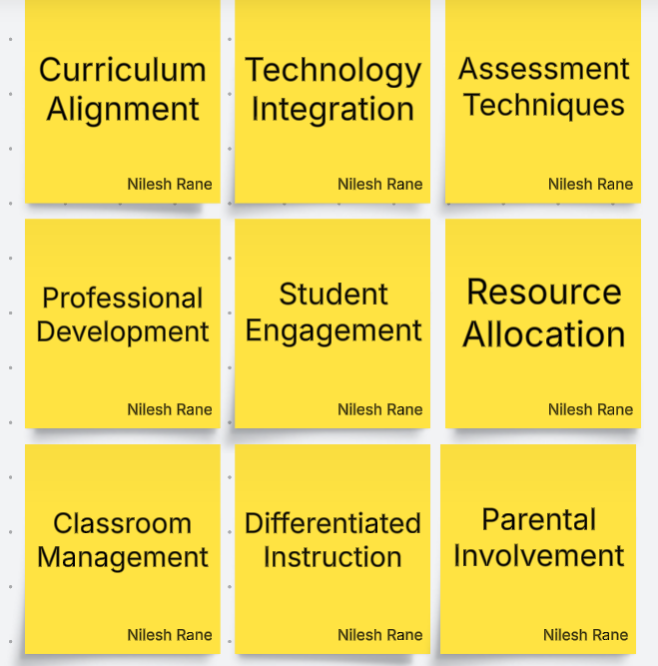 Curriculum
Alignment
Nilesh Rane
Technology
Integration
Nilesh Rane
Assessment
Techniques
Nilesh Rane
Professional
Development
Nilesh Rane
Student
Engagement
Nilesh Rane
Resource
Allocation
Nilesh Rane
Classroom
Management
Nilesh Rane
Differentiated
Instruction
Nilesh Rane
Parental
Involvement
Nilesh Rane